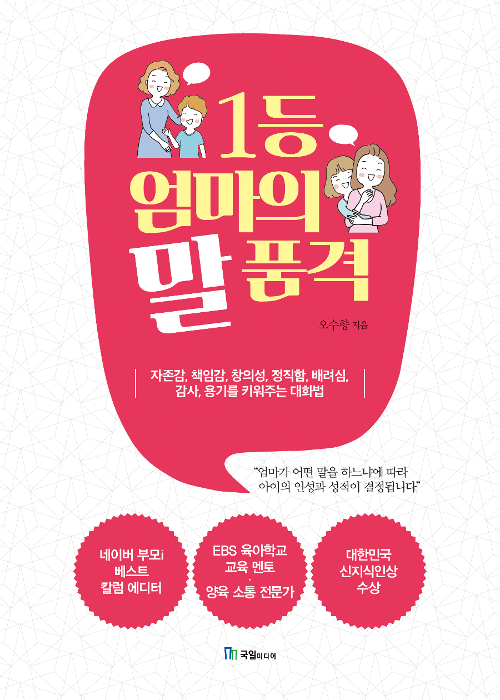 1등
엄마의
말 품격
오수향 지음
자존감, 책임감, 창의성, 정직함, 배려심,
감사, 용기를 키워주는 대화법
"엄마가 어떤 말을 하느냐에 따라
아이의 인성과 성적이 결정됩니다"
네이버 부모i
베스트
칼럼 에디터
EBS 육아학교
교육 멘토
·
양육 소통 전문가
대한민국
신지식인상
수상
국일미디어